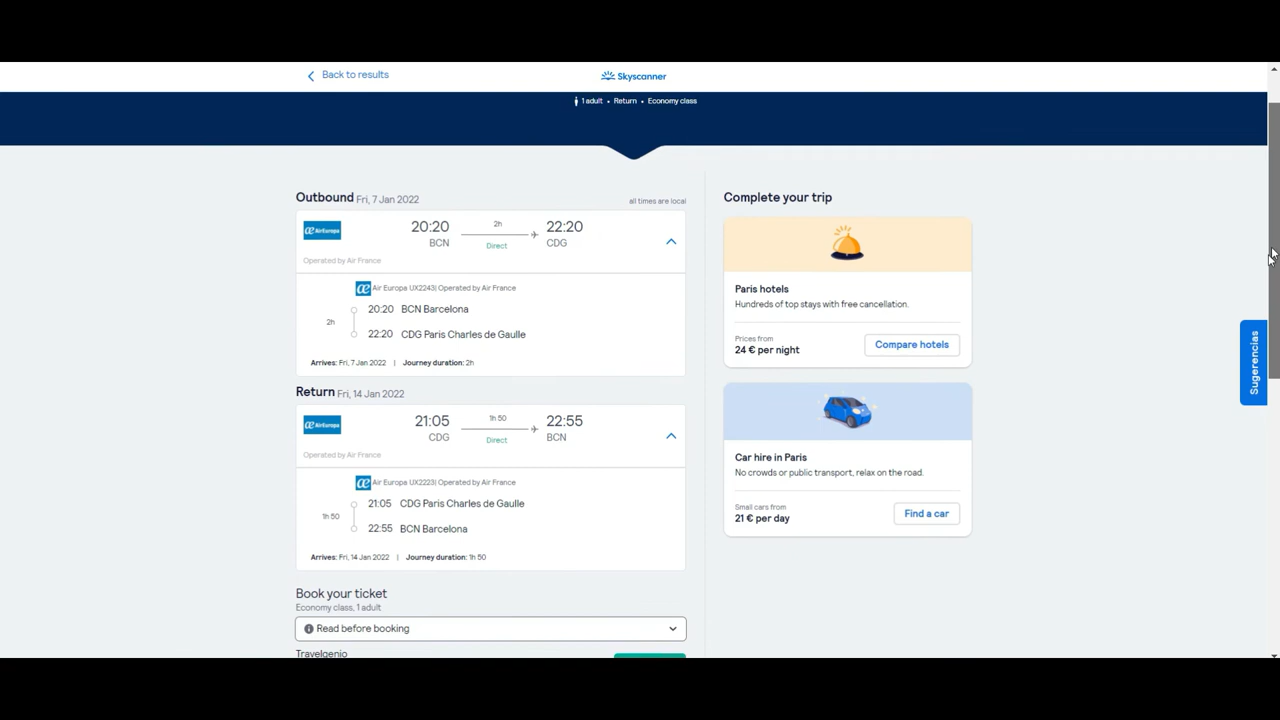 Back to results
Skyscanner
1 adult • Return • Economy class
Outbound Fri, 7 Jan 2022
all times are local
AirEuropa
20:20
2h
22:20
BCN
Direct
CDG
Operated by Air France
Air Europa UX2243| Operated by Air France
20:20 BCN Barcelona
2h
22:20 CDG Paris Charles de Gaulle
Arrives: Fri, 7 Jan 2022 | Journey duration: 2h
Return Fri, 14 Jan 2022
AirEuropa
21:05
1h 50
22:55
CDG
Direct
BCN
Operated by Air France
Air Europa UX2223| Operated by Air France
21:05 CDG Paris Charles de Gaulle
1h 50
22:55 BCN Barcelona
Arrives: Fri, 14 Jan 2022 | Journey duration: 1h 50
Book your ticket
Economy class, 1 adult
Read before booking
Travelgenio
Complete your trip
Paris hotels
Hundreds of top stays with free cancellation.
Prices from
24 € per night
Compare hotels
Car hire in Paris
No crowds or public transport, relax on the road.
Small cars from
21 € per day
Find a car
Sugerencias